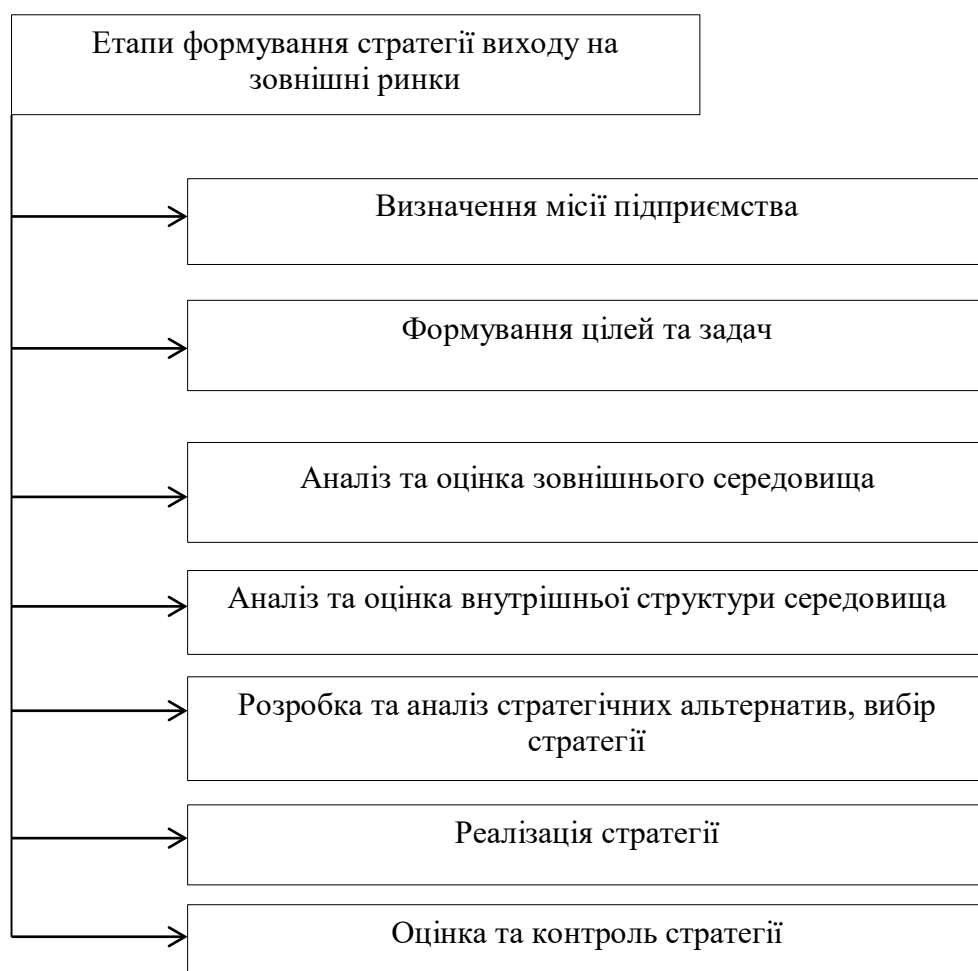 Етапи формування стратегії виходу на
зовнішні ринки
Визначення місії підприємства
Формування цілей та задач
Аналіз та оцінка зовнішнього середовища
Аналіз та оцінка внутрішньої структури середовища
Розробка та аналіз стратегічних альтернатив, вибір
стратегії
Реалізація стратегії
Оцінка та контроль стратегії